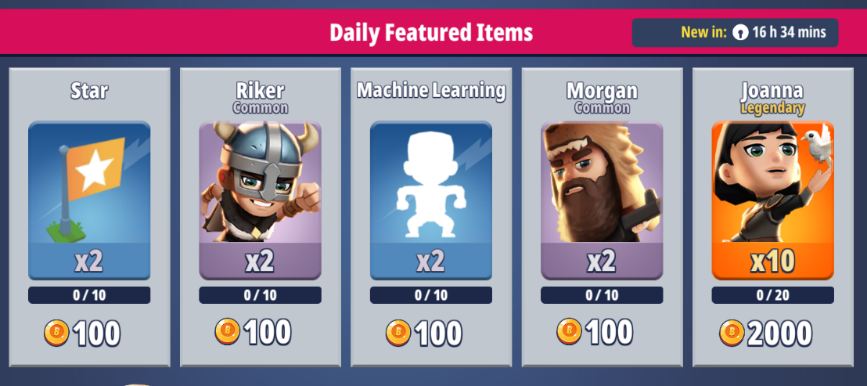 Daily Featured Items
New in: 16 h 34 mins
Star
x2
0 / 10
100
Riker
Common
x2
0 / 10
100
Machine Learning
x2
0 / 10
100
Morgan
Common
x2
0 / 10
100
Joanna
Legendary
x10
0 / 20
2000